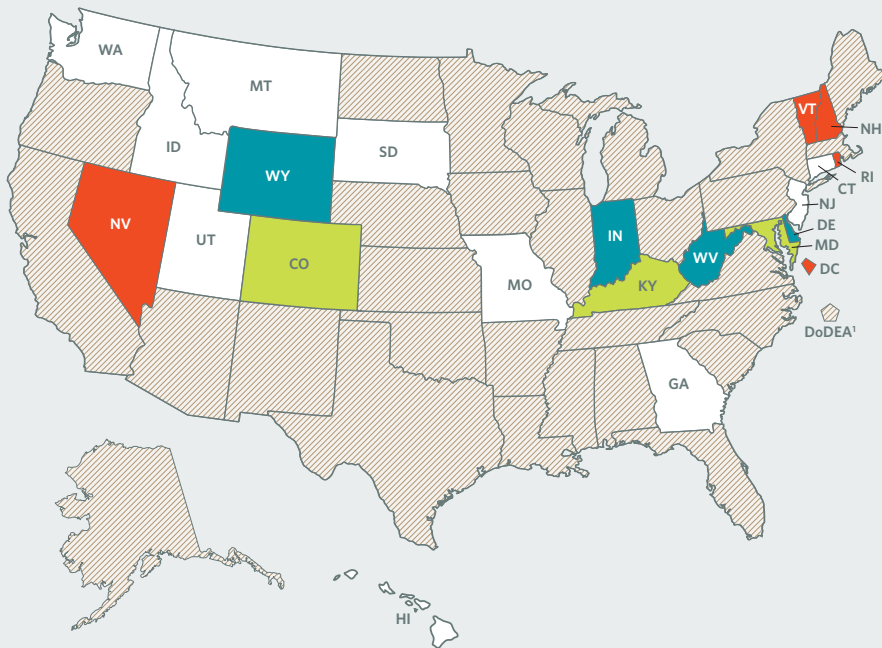 WA
MT
VT
NH
ID
SD
WY
RI
CT
NJ
NV
UT
IN
DE
MD
CO
WV
DC
MO
KY
DoDEA¹
GA
HI